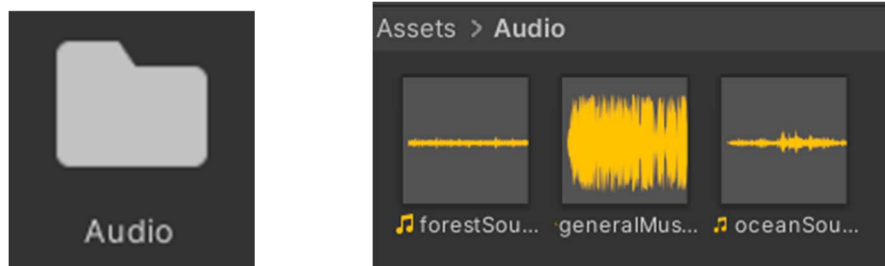 Audio
Assets > Audio
forestSou...
generalMus...
oceanSou...